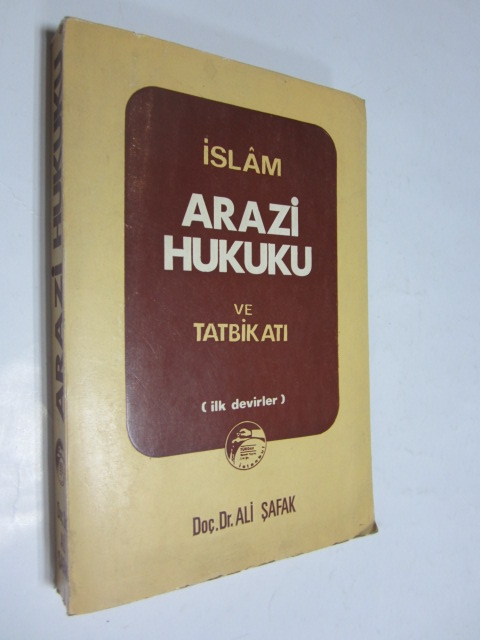 İSLÂM
ARAZİ
HUKUKU
VE
TATBİKATI
( ilk devirler )
Doç.Dr.ALİ ŞAFAK
ARAZİ HUKUKU